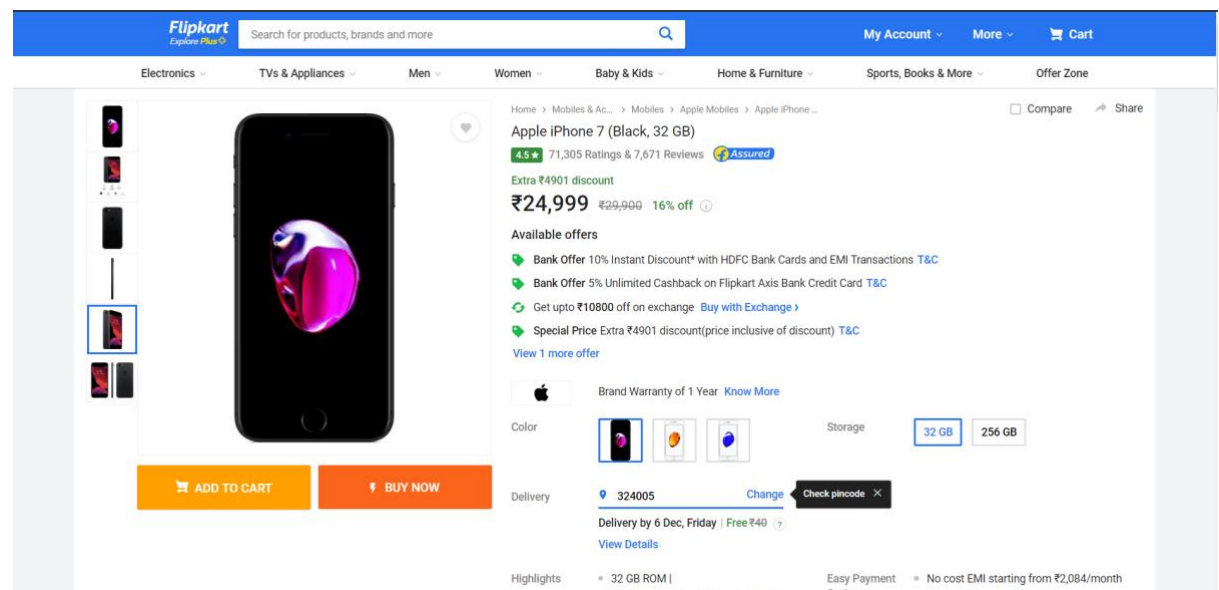 Flipkart
Explore Plus
Search for products, brands and more
My Account
More
Cart
Electronics
TVs & Appliances
Men
Women
Baby & Kids
Home & Furniture
Sports, Books & More
Offer Zone
Home > Mobiles & Ac... > Mobiles > Apple Mobiles > Apple iPhone ...
Compare
Share
Apple iPhone 7 (Black, 32 GB)
4.5★ 71,305 Ratings & 7,671 Reviews Assured
Extra ₹4901 discount
₹24,999 ₹29,900 16% off
Available offers
Bank Offer 10% Instant Discount* with HDFC Bank Cards and EMI Transactions T&C
Bank Offer 5% Unlimited Cashback on Flipkart Axis Bank Credit Card T&C
Get upto ₹10800 off on exchange Buy with Exchange >
Special Price Extra ₹4901 discount(price inclusive of discount) T&C
View 1 more offer
Brand Warranty of 1 Year Know More
Color
Storage
32 GB
256 GB
ADD TO CART
BUY NOW
Delivery
324005
Change
Check pincode ×
Delivery by 6 Dec, Friday | Free ₹40 ?
View Details
Highlights
32 GB ROM |
Easy Payment
No cost EMI starting from ₹2,084/month